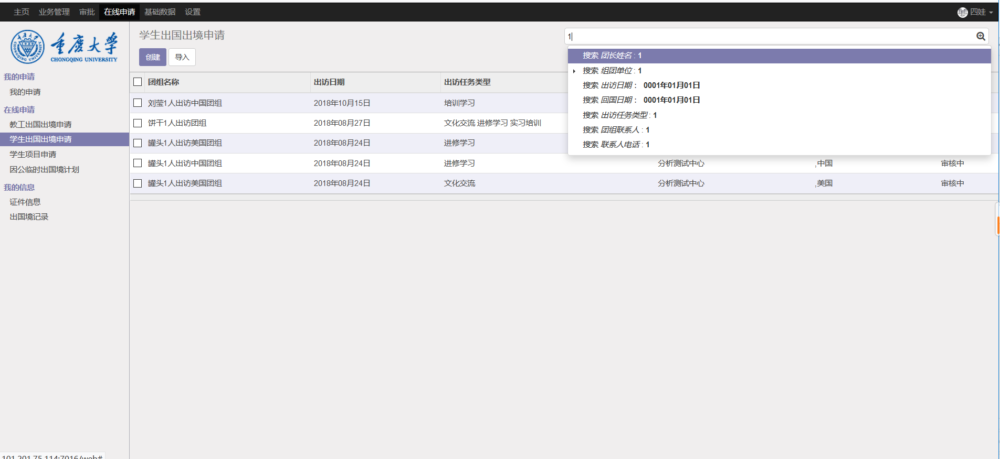 主页 业务管理 审批 在线申请 基础数据 设置 四娃
重庆大学
CHONGQING UNIVERSITY
我的申请
我的申请
在线申请
教工出国出境申请
学生出国出境申请
学生项目申请
因公临时出国境计划
我的信息
证件信息
出国境记录
学生出国出境申请
1
创建 导入
搜索 团长姓名 : 1
搜索 组团单位 : 1
搜索 出访日期 : 0001年01月01日
搜索 回国日期 : 0001年01月01日
搜索 出访任务类型 : 1
搜索 团组联系人 : 1
搜索 联系人电话 : 1
团组名称 出访日期 出访任务类型
刘莹1人出访中国团组 2018年10月15日 培训学习
饼干1人出访团组 2018年08月27日 文化交流 进修学习 实习培训
罐头1人出访美国团组 2018年08月24日 进修学习
罐头1人出访中国团组 2018年08月24日 进修学习 分析测试中心 ,中国 审核中
罐头1人出访美国团组 2018年08月24日 文化交流 分析测试中心 ,美国 审核中
101.201.75.114:7016/web#